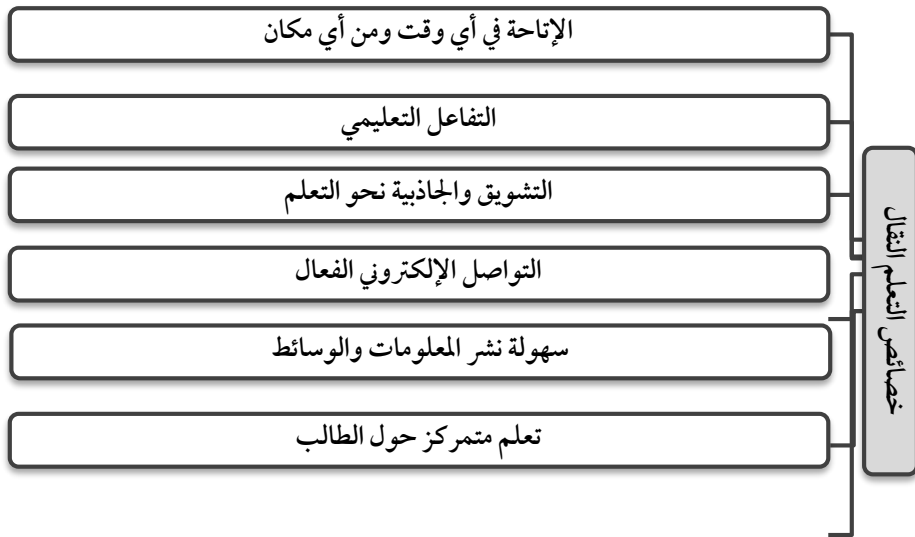 خصائص التعلم النقال
الإتاحة في أي وقت ومن أي مكان
التفاعل التعليمي
التشويق والجاذبية نحو التعلم
التواصل الإلكتروني الفعال
سهولة نشر المعلومات والوسائط
تعلم متمركز حول الطالب